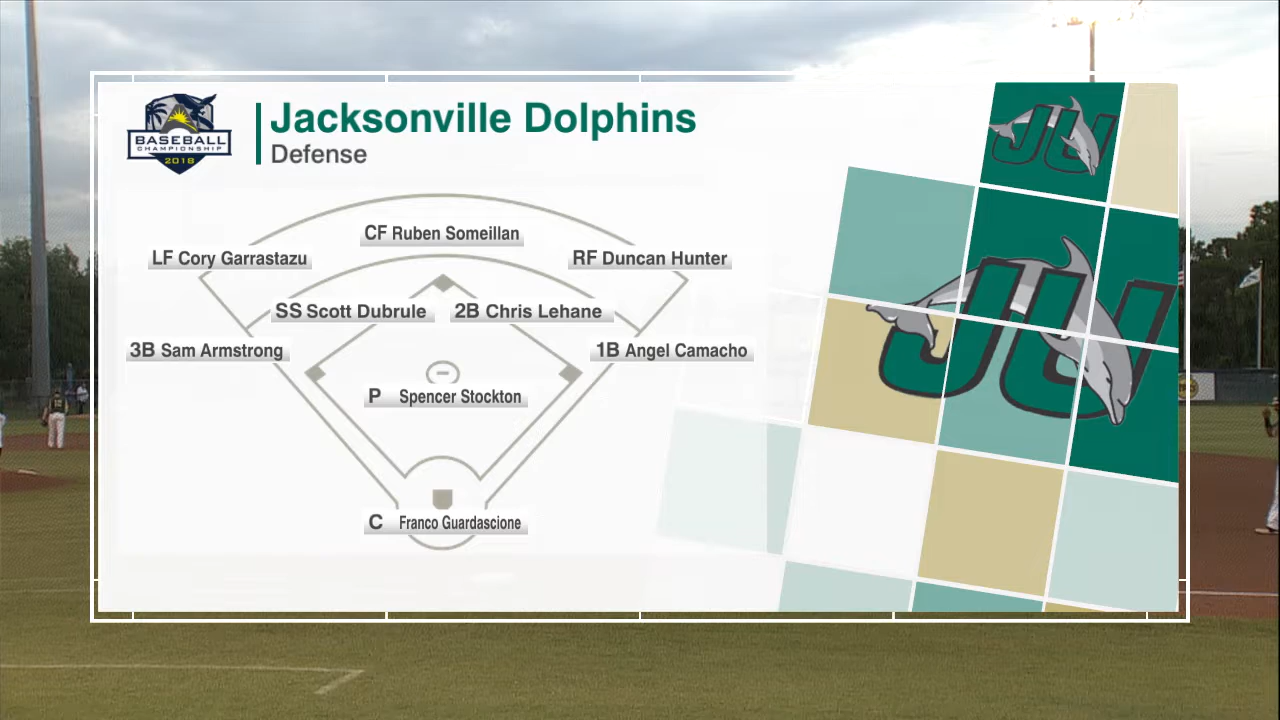 Jacksonville Dolphins
Defense
BASEBALL
CHAMPIONSHIP
2018
CF Ruben Someillan
LF Cory Garrastazu
RF Duncan Hunter
SS Scott Dubrule
2B Chris Lehane
3B Sam Armstrong
1B Angel Camacho
P Spencer Stockton
C Franco Guardascione
JU
JU